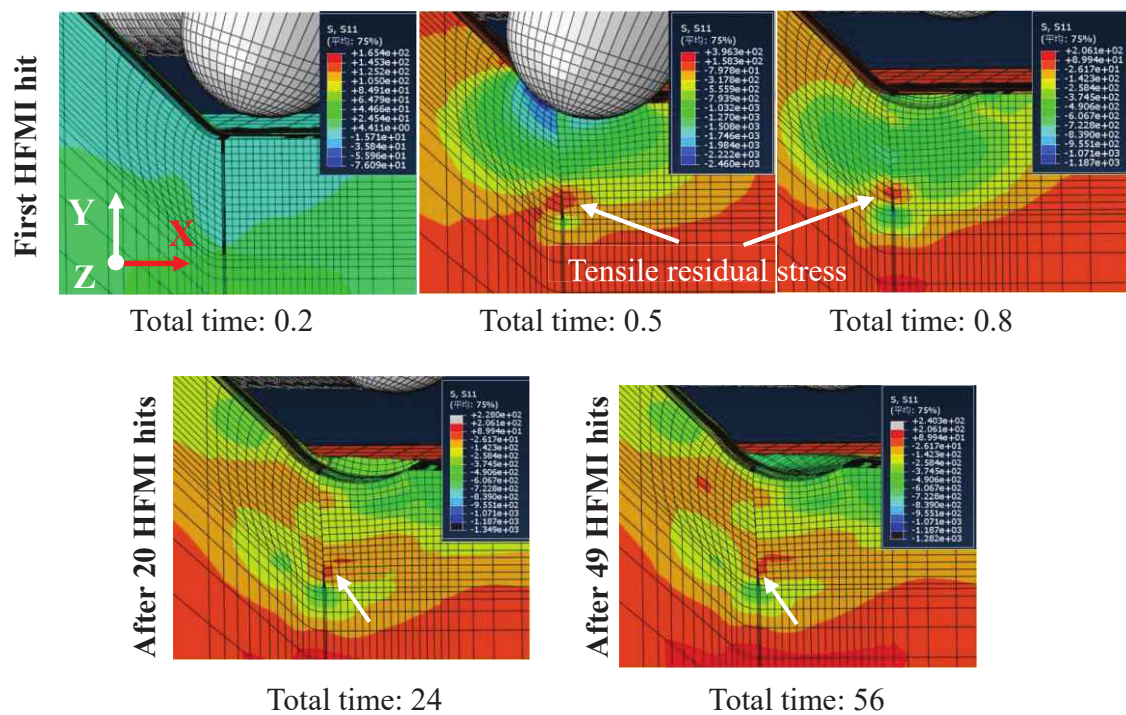 First HFMI hit
S, S11
(平均: 75%)
+1.654e+02
+1.453e+02
+1.252e+02
+1.050e+02
+8.491e+01
+6.479e+01
+4.466e+01
+2.454e+01
+4.411e+00
-1.571e+01
-3.584e+01
-5.596e+01
-7.609e+01
S, S11
(平均: 75%)
+3.963e+02
+1.583e+02
-7.978e+01
-3.178e+02
-5.559e+02
-7.939e+02
-1.032e+03
-1.270e+03
-1.508e+03
-1.746e+03
-1.984e+03
-2.222e+03
-2.460e+03
S, S11
(平均: 75%)
+2.061e+02
+8.994e+01
-2.617e+01
-1.423e+02
-2.584e+02
-3.745e+02
-4.906e+02
-6.067e+02
-7.228e+02
-8.390e+02
-9.551e+02
-1.071e+03
-1.187e+03
Y
X
Z
Tensile residual stress
Total time: 0.2
Total time: 0.5
Total time: 0.8
After 20 HFMI hits
S, S11
(平均: 75%)
+2.280e+02
+2.061e+02
+8.994e+01
-2.617e+01
-1.423e+02
-2.584e+02
-3.745e+02
-4.906e+02
-6.067e+02
-7.228e+02
-8.390e+02
-9.551e+02
-1.071e+03
-1.187e+03
-1.349e+03
After 49 HFMI hits
S, S11
(平均: 75%)
+2.403e+02
+2.061e+02
+8.994e+01
-2.617e+01
-1.423e+02
-2.584e+02
-3.745e+02
-4.906e+02
-6.067e+02
-7.228e+02
-8.390e+02
-9.551e+02
-1.071e+03
-1.187e+03
-1.282e+03
Total time: 24
Total time: 56